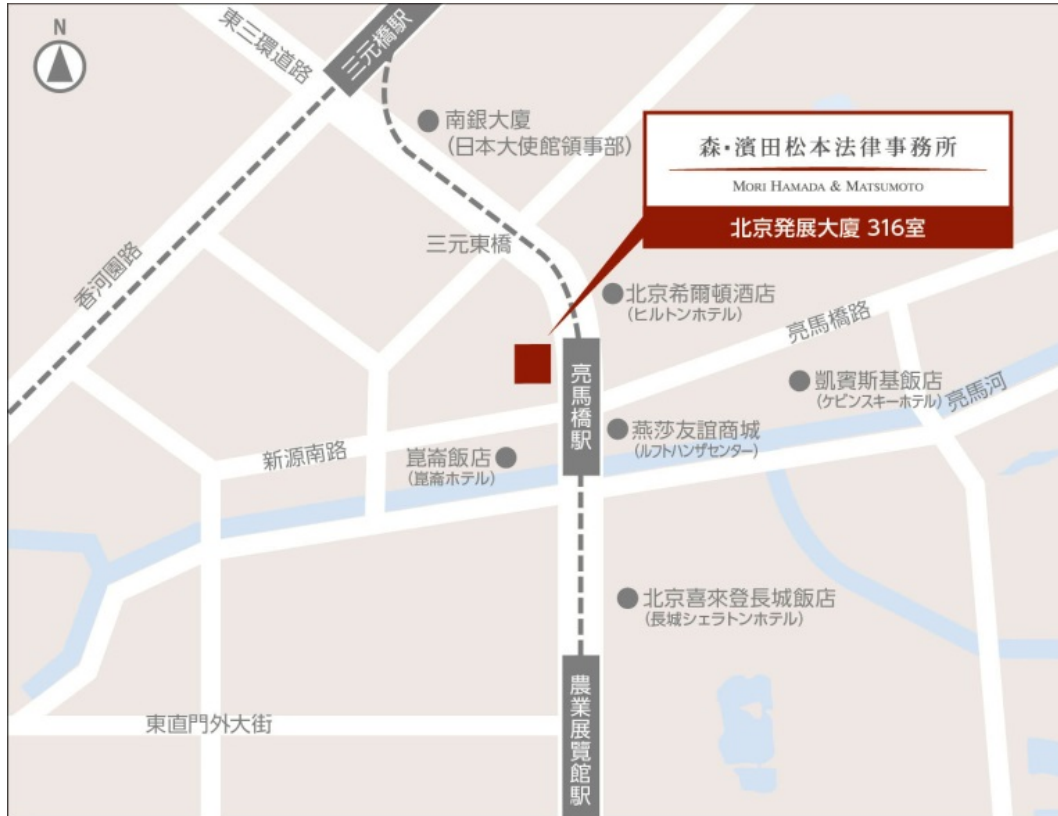 N
東三環道路
三元橋駅
南銀大廈
(日本大使館領事部)
森・濱田松本法律事務所
MORI HAMADA & MATSUMOTO
北京発展大廈 316室
三元東橋
香河園路
北京希爾頓酒店
(ヒルトンホテル)
亮馬橋路
亮馬橋駅
凱賓斯基飯店
(ケピンスキーホテル)
亮馬河
燕莎友誼商城
(ルフトハンザセンター)
新源南路
崑崙飯店
(崑崙ホテル)
北京喜來登長城飯店
(長城シェラトンホテル)
農業展覽館駅
東直門外大街